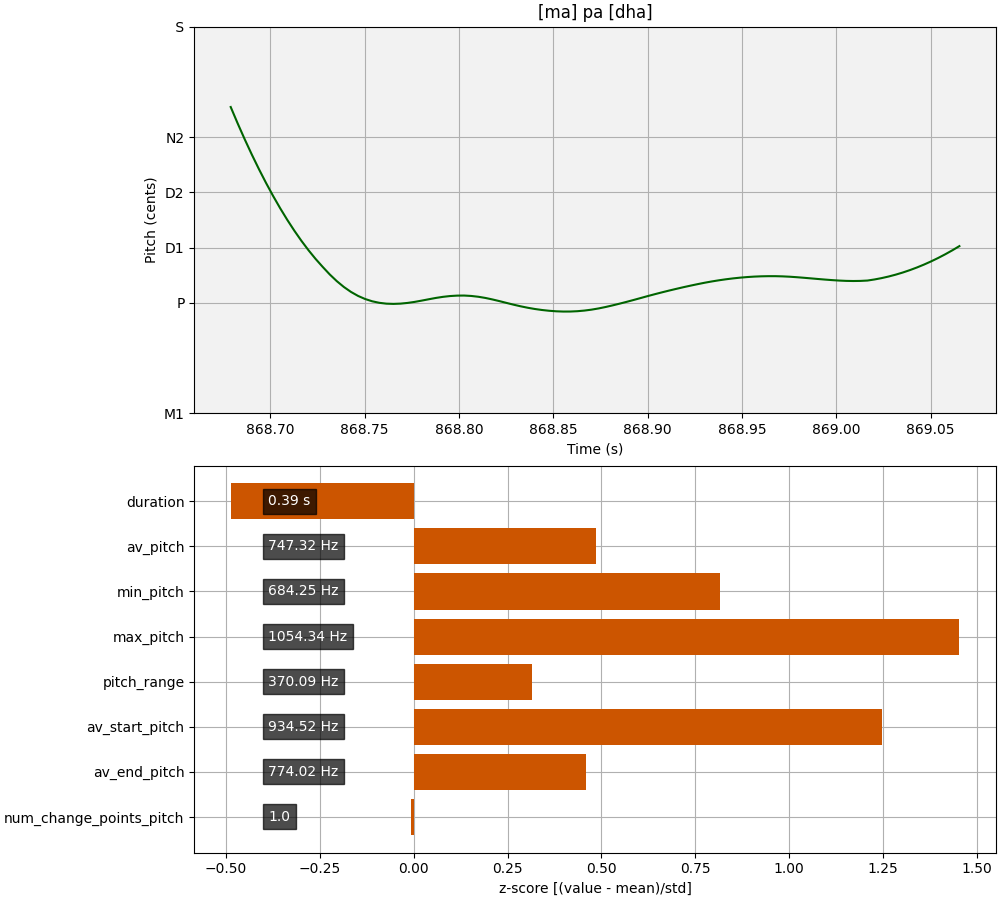 [ma] pa [dha]
S
N2
D2
D1
P
M1
Pitch (cents)
868.70 868.75 868.80 868.85 868.90 868.95 869.00 869.05
Time (s)
duration 0.39 s
av_pitch 747.32 Hz
min_pitch 684.25 Hz
max_pitch 1054.34 Hz
pitch_range 370.09 Hz
av_start_pitch 934.52 Hz
av_end_pitch 774.02 Hz
num_change_points_pitch 1.0
−0.50 −0.25 0.00 0.25 0.50 0.75 1.00 1.25 1.50
z-score [(value - mean)/std]